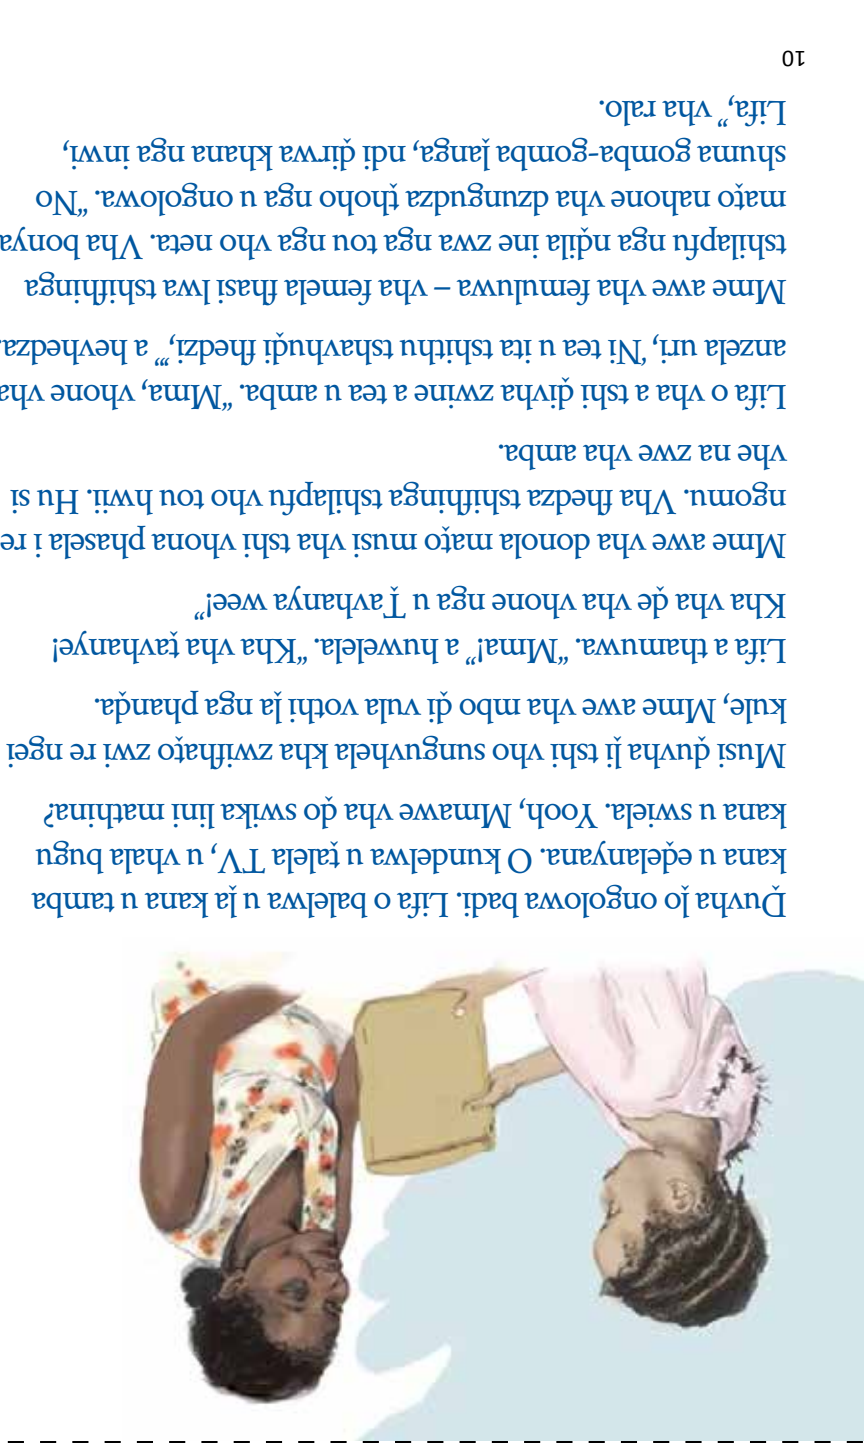 Ḓuvha ḽo ongolowa badi. Lifa o balelwa u ḽa kana u tamba
kana u eḓelanyana. O kundelwa u ṱalela TV, u vhala bugu
kana u swiela. Yooh, Mmawe vha ḓo swika lini mathina?
Musi ḓuvha ḽi tshi vho sunguvhela kha zwifhaṱo zwi re ngei
kule, Mme awe vha mbo ḓi vula vothi ḽa nga phanḓa.
Lifa a thamuwa. “Mma!” a huwelela. “Kha vha ṱavhanye!
Kha vha ḓe vha vhone nga u Ṱavhanya wee!”
Mme awe vha donola maṱo musi vha tshi vhona phasela i re
ngomu. Vha fhedza tshifhinga tshilapfu vho tou hwii. Hu si
vhe na zwe vha amba.
Lifa o vha a tshi ḓivha zwine a tea u amba. “Mma, vhone vha
anzela uri, ‘Ni tea u ita tshithu tshavhuḓi fhedzi,’” a hevhedza.
Mme awe vha femuluwa – vha femela fhasi lwa tshifhinga
tshilapfu nga nḓila ine zwa nga tou nga vho neta. Vha bonya
maṱo nahone vha dzungudza ṱhoho nga u ongolowa. “No
shuma gomba-gomba ḽanga, ndi ḓirwa khana nga inwi,
Lifa,” vha ralo.
10